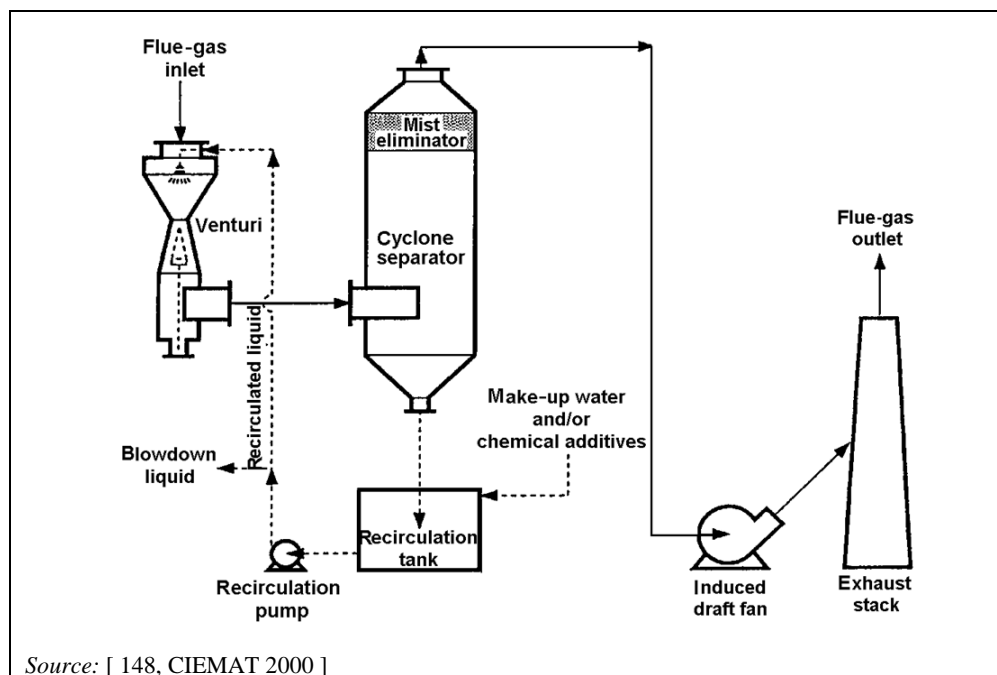 Flue-gas
inlet
Mist
eliminator
Venturi
Cyclone
separator
Flue-gas
outlet
Recirculated liquid
Make-up water
and/or
chemical additives
Blowdown
liquid
Recirculation
tank
Recirculation
pump
Induced
draft fan
Exhaust
stack
Source: [ 148, CIEMAT 2000 ]